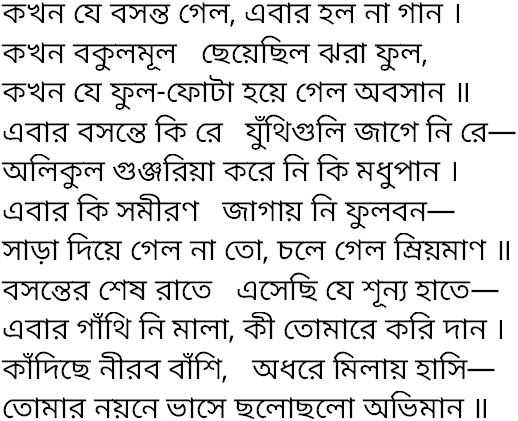 কখন যে বসন্ত গেল, এবার হল না গান ।
কখন বকুলমূল   ছেয়েছিল ঝরা ফুল,
কখন যে ফুল-ফোটা হয়ে গেল অবসান ॥
এবার বসন্তে কি রে   যুঁথিগুলি জাগে নি রে—
অলিকুল গুঞ্জরিয়া করে নি কি মধুপান ।
এবার কি সমীরণ   জাগায় নি ফুলবন—
সাড়া দিয়ে গেল না তো, চলে গেল ম্রিয়মাণ ॥
বসন্তের শেষ রাতে   এসেছি যে শূন্য হাতে—
এবার গাঁথি নি মালা, কী তোমারে করি দান ।
কাঁদিছে নীরব বাঁশি,   অধরে মিলায় হাসি—
তোমার নয়নে ভাসে ছলোছলো অভিমান ॥